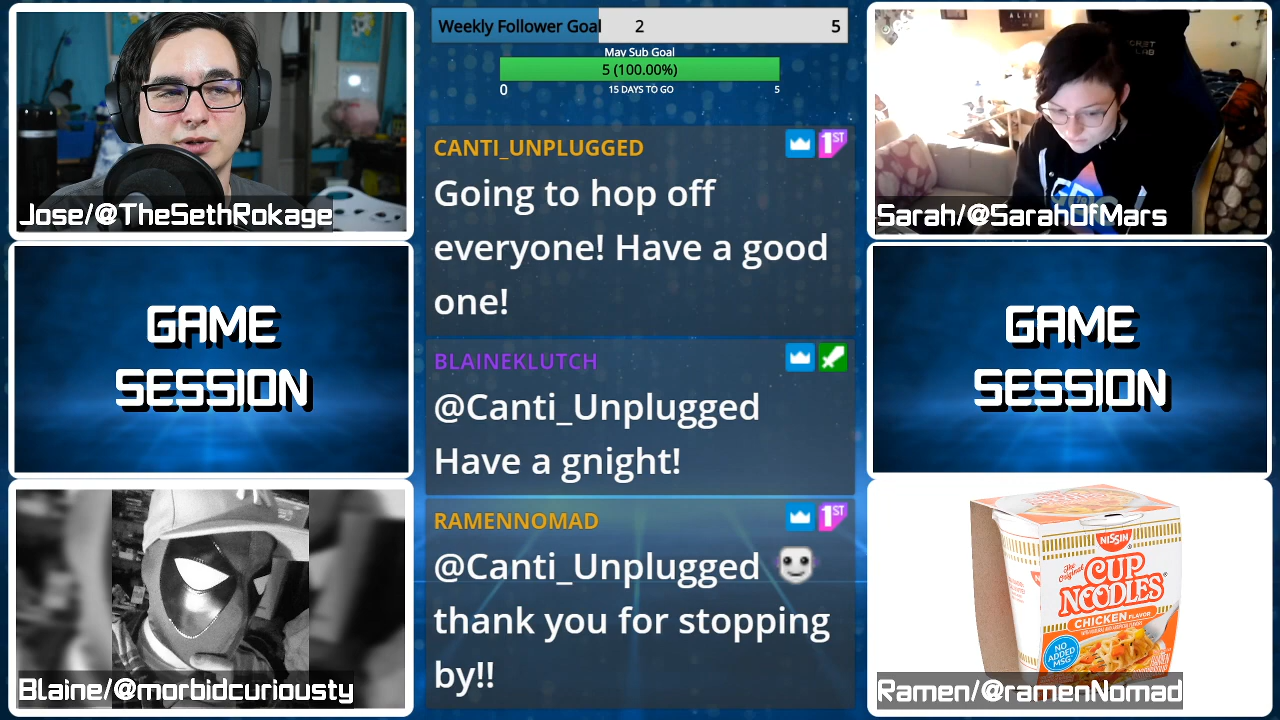 Weekly Follower Goal 2 5
May Sub Goal
5 (100.00%)
0 15 DAYS TO GO 5
ALIEN
Jose/@TheSethRokage
Sarah/@SarahOfMars
CANTI_UNPLUGGED
1ST
Going to hop off
everyone! Have a good
one!
GAME
SESSION
BLAINEKLUTCH
@Canti_Unplugged
Have a gnight!
GAME
SESSION
Blaine/@morbidcuriousty
RAMENNOMAD
1ST
@Canti_Unplugged
thank you for stopping
by!!
NISSIN
The Original
CUP
NOODLES
CHICKEN FLAVOR
NO
ADDED
MSG
Ramen/@ramenNomad